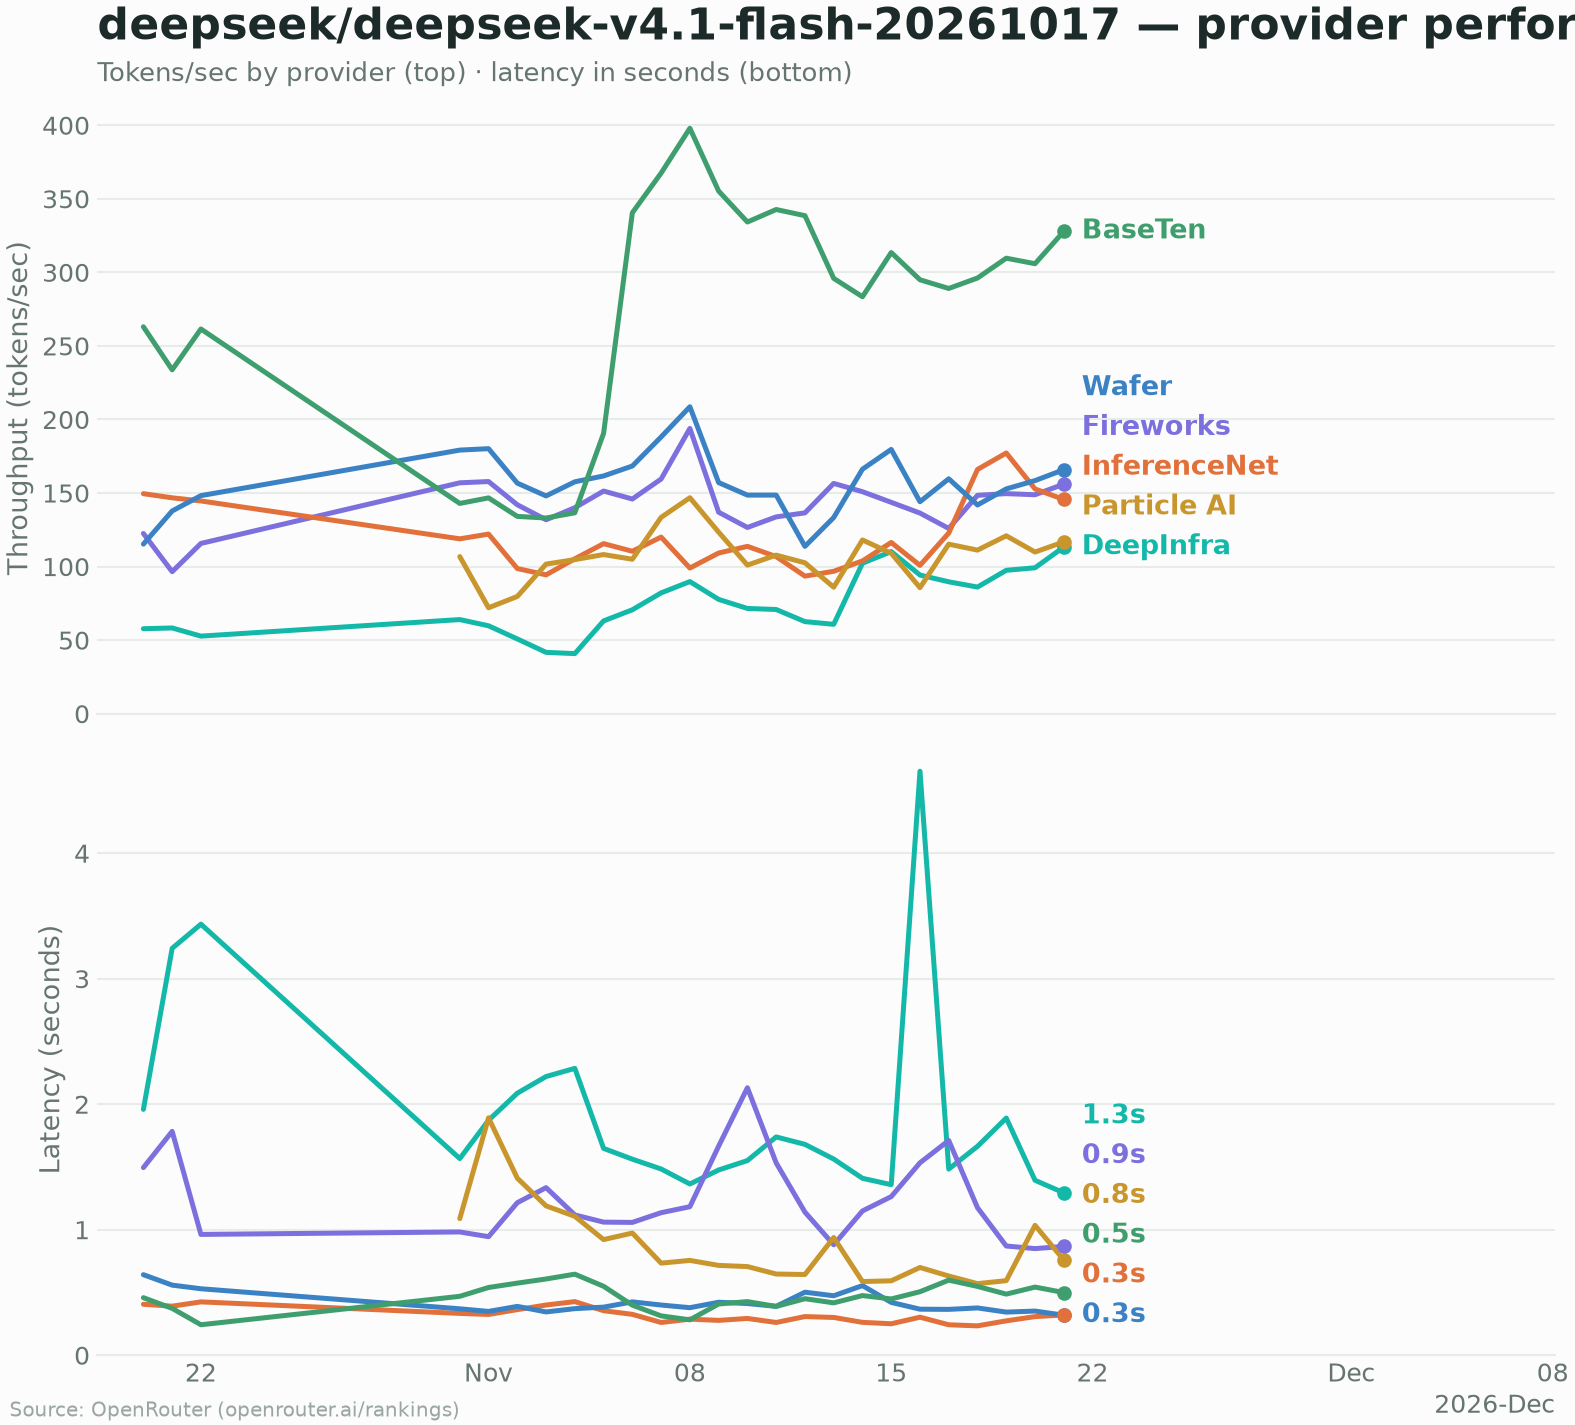 deepseek/deepseek-v4.1-flash-20261017 — provider perfor
Tokens/sec by provider (top) · latency in seconds (bottom)
Throughput (tokens/sec)
400
350
300
250
200
150
100
50
0
BaseTen
Wafer
Fireworks
InferenceNet
Particle AI
DeepInfra
Latency (seconds)
4
3
2
1
0
1.3s
0.9s
0.8s
0.5s
0.3s
0.3s
22
Nov
08
15
22
Dec
08
2026-Dec
Source: OpenRouter (openrouter.ai/rankings)